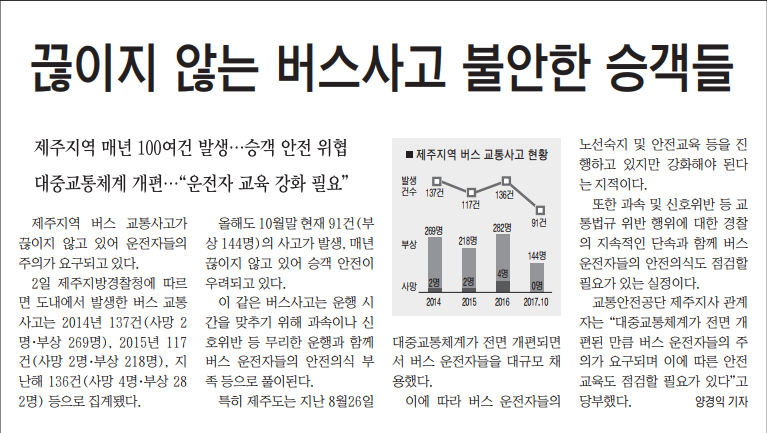 끊이지 않는 버스사고 불안한 승객들
제주지역 매년 100여건 발생…승객 안전 위협
대중교통체계 개편…“운전자 교육 강화 필요”
제주지역 버스 교통사고가
끊이지 않고 있어 운전자들의
주의가 요구되고 있다.
2일 제주지방경찰청에 따르
면 도내에서 발생한 버스 교통
사고는 2014년 137건(사망 2
명·부상 269명), 2015년 117
건(사망 2명·부상 218명), 지
난해 136건(사망 4명·부상 28
2명) 등으로 집계됐다.
올해도 10월말 현재 91건(부
상 144명)의 사고가 발생, 매년
끊이지 않고 있어 승객 안전이
우려되고 있다.
이 같은 버스사고는 운행 시
간을 맞추기 위해 과속이나 신
호위반 등 무리한 운행과 함께
버스 운전자들의 안전의식 부
족 등으로 풀이된다.
특히 제주도는 지난 8월26일
■ 제주지역 버스 교통사고 현황
발생
건수
137건
117건
136건
91건
부상
269명
218명
282명
144명
사망
2명
2명
4명
0명
2014
2015
2016
2017.10
대중교통체계가 전면 개편되면
서 버스 운전자들을 대규모 채
용했다.
이에 따라 버스 운전자들의
노선숙지 및 안전교육 등을 진
행하고 있지만 강화해야 된다
는 지적이다.
또한 과속 및 신호위반 등 교
통법규 위반 행위에 대한 경찰
의 지속적인 단속과 함께 버스
운전자들의 안전의식도 점검할
필요가 있는 실정이다.
교통안전공단 제주지사 관계
자는 “대중교통체계가 전면 개
편된 만큼 버스 운전자들의 주
의가 요구되며 이에 따른 안전
교육도 점검할 필요가 있다”고
당부했다.
양경익 기자